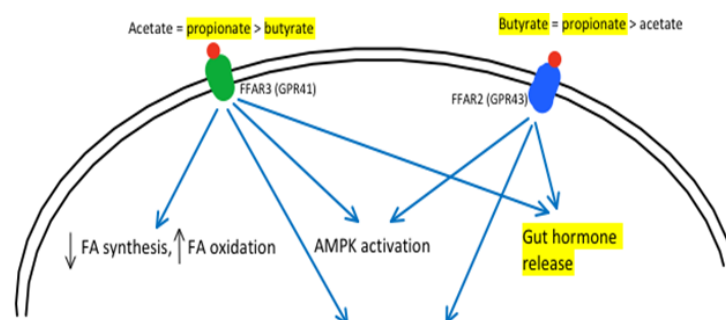 Acetate = propionate > butyrate
Butyrate = propionate > acetate
FFAR3 (GPR41)
FFAR2 (GPR43)
↓ FA synthesis, ↑ FA oxidation
AMPK activation
Gut hormone
release